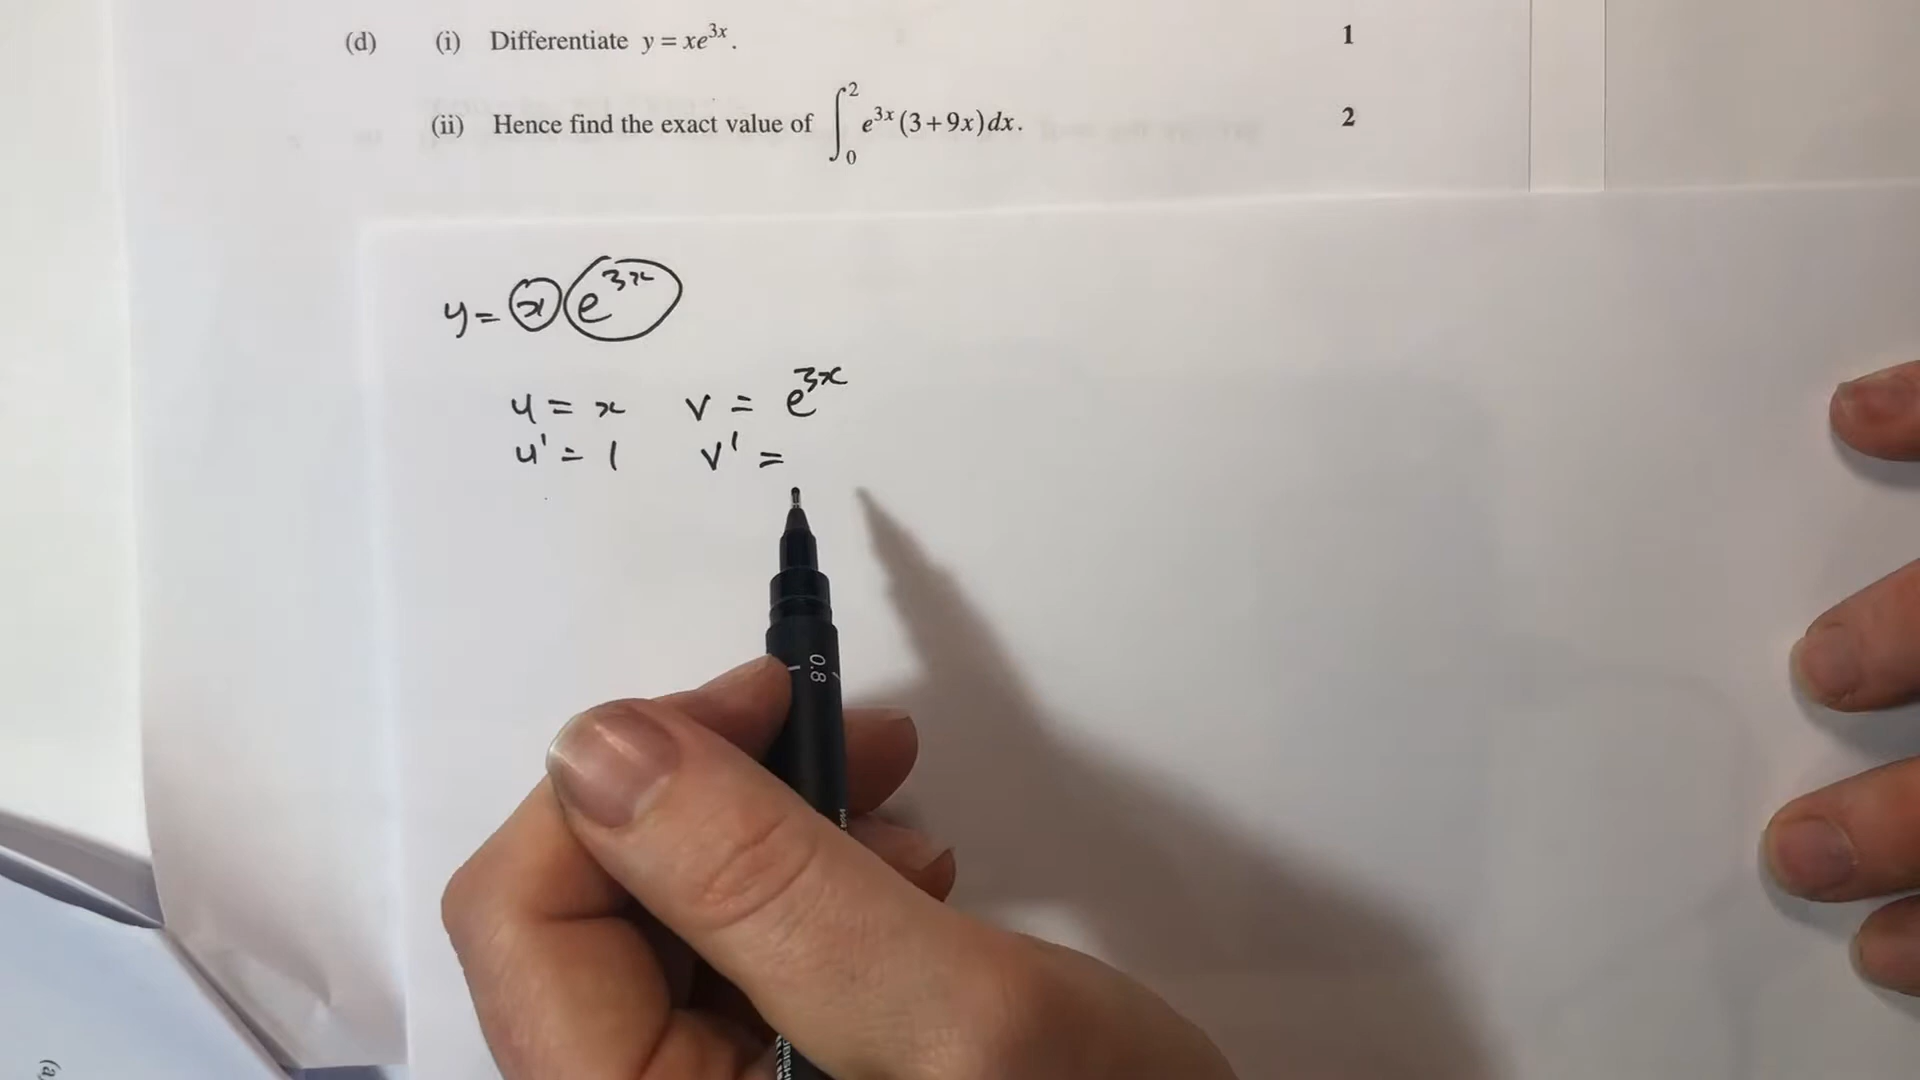 (d) (i) Differentiate y = xe^{3x}. 1
(ii) Hence find the exact value of \int_0^2 e^{3x}(3+9x)dx. 2
y = x e^{3x}
u = x v = e^{3x}
u' = 1 v' =
0.8
(a